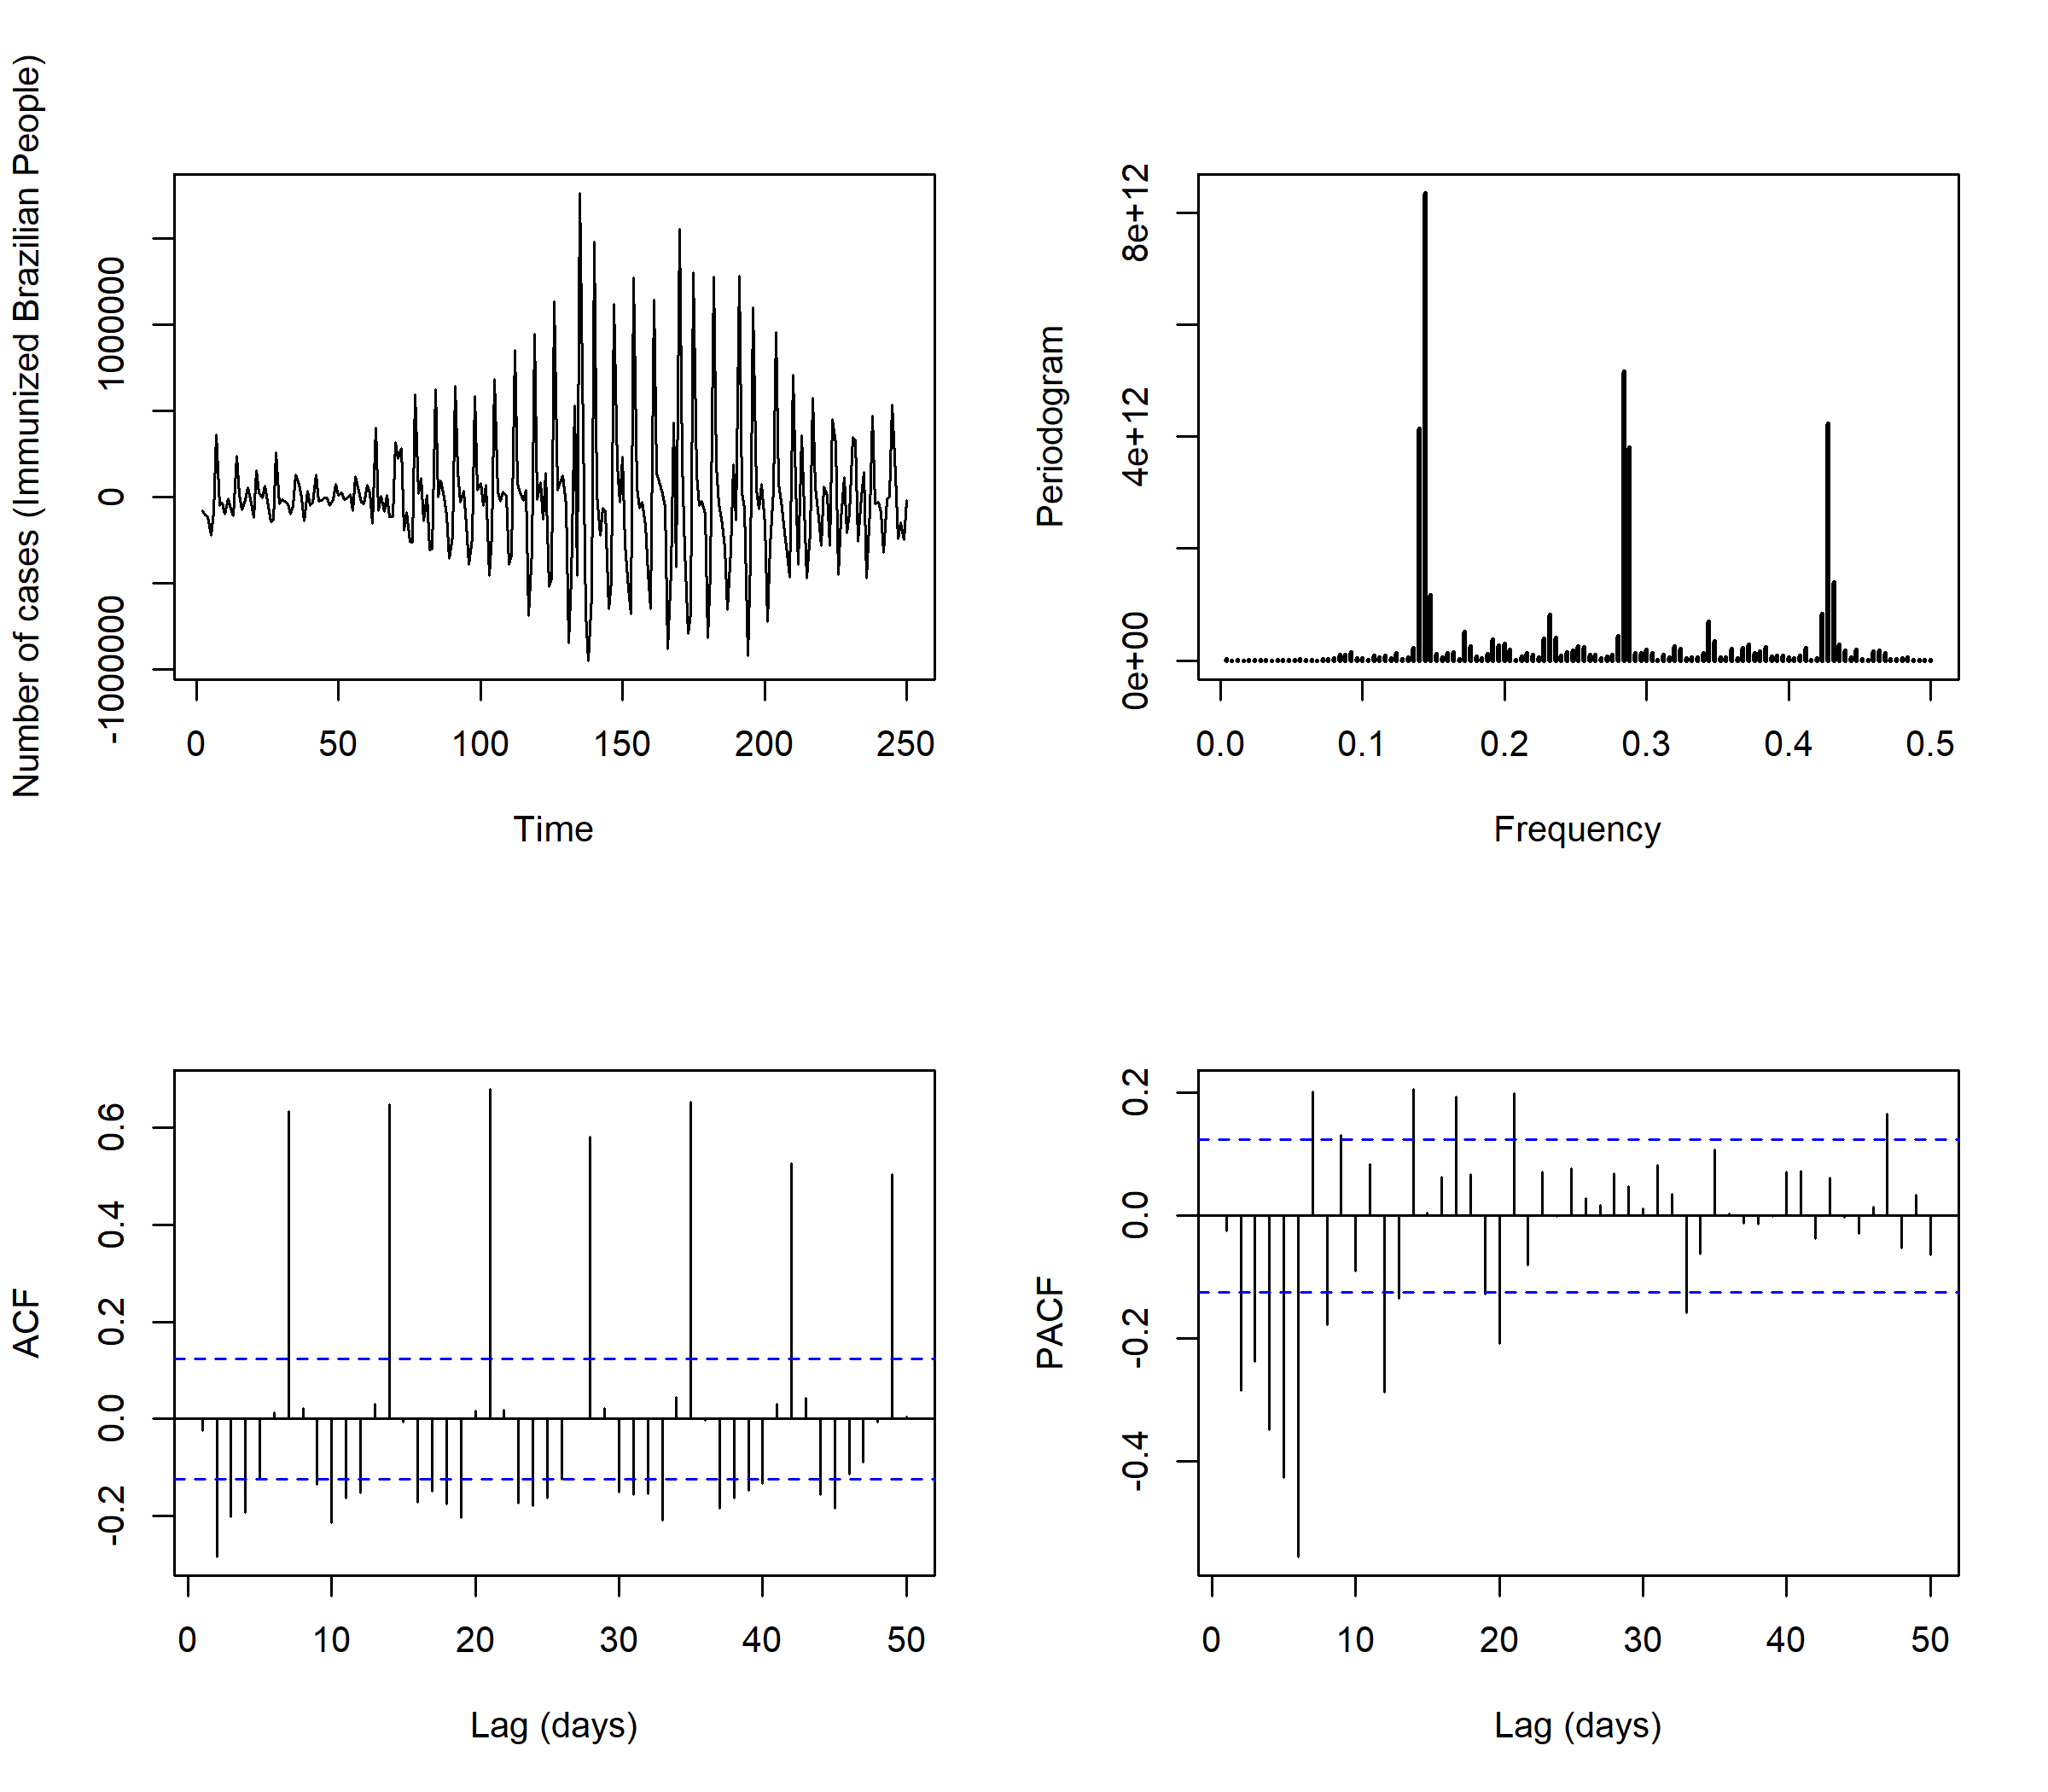 Number of cases (Immunized Brazilian People)
-1000000 0 1000000
0 50 100 150 200 250
Time
Periodogram
0e+00 4e+12 8e+12
0.0 0.1 0.2 0.3 0.4 0.5
Frequency
ACF
-0.2 0.0 0.2 0.4 0.6
0 10 20 30 40 50
Lag (days)
PACF
-0.4 -0.2 0.0 0.2
0 10 20 30 40 50
Lag (days)